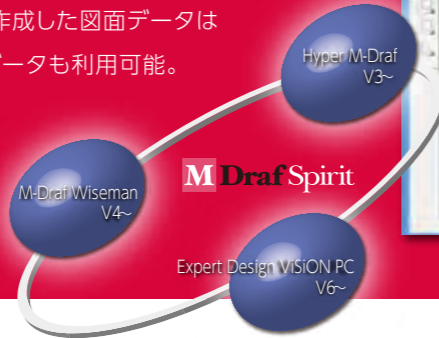 作成した図面データは
データも利用可能。
Hyper M-Draf
V3~
M Draf Spirit
M-Draf Wiseman
V4~
Expert Design ViSiON PC
V6~